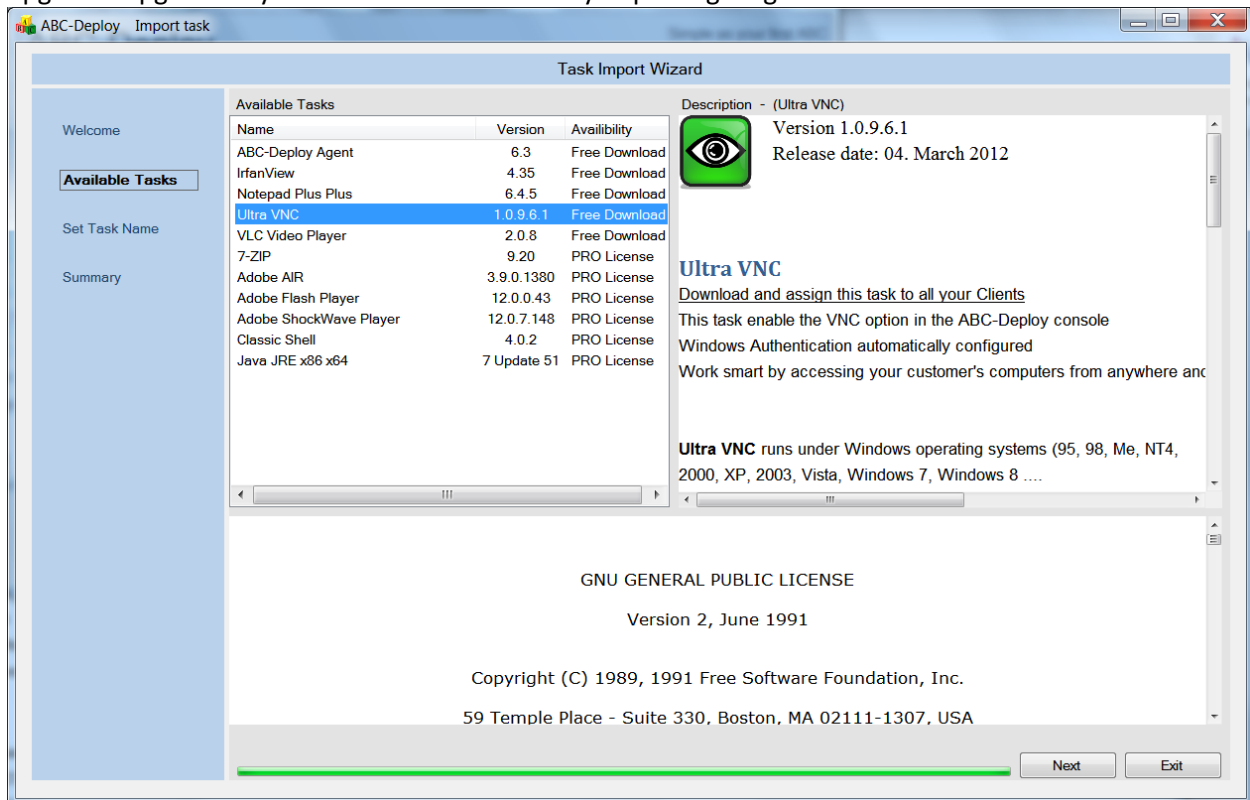 ABC-Deploy Import task
Task Import Wizard
Welcome
Available Tasks
Set Task Name
Summary
Available Tasks
Name Version Availibility
ABC-Deploy Agent 6.3 Free Download
IrfanView 4.35 Free Download
Notepad Plus Plus 6.4.5 Free Download
Ultra VNC 1.0.9.6.1 Free Download
VLC Video Player 2.0.8 Free Download
7-ZIP 9.20 PRO License
Adobe AIR 3.9.0.1380 PRO License
Adobe Flash Player 12.0.0.43 PRO License
Adobe ShockWave Player 12.0.7.148 PRO License
Classic Shell 4.0.2 PRO License
Java JRE x86 x64 7 Update 51 PRO License
Description - (Ultra VNC)
Version 1.0.9.6.1
Release date: 04. March 2012
Ultra VNC
Download and assign this task to all your Clients
This task enable the VNC option in the ABC-Deploy console
Windows Authentication automatically configured
Work smart by accessing your customer's computers from anywhere and
Ultra VNC runs under Windows operating systems (95, 98, Me, NT4,
2000, XP, 2003, Vista, Windows 7, Windows 8 ....
GNU GENERAL PUBLIC LICENSE
Version 2, June 1991
Copyright (C) 1989, 1991 Free Software Foundation, Inc.
59 Temple Place - Suite 330, Boston, MA 02111-1307, USA
Next Exit